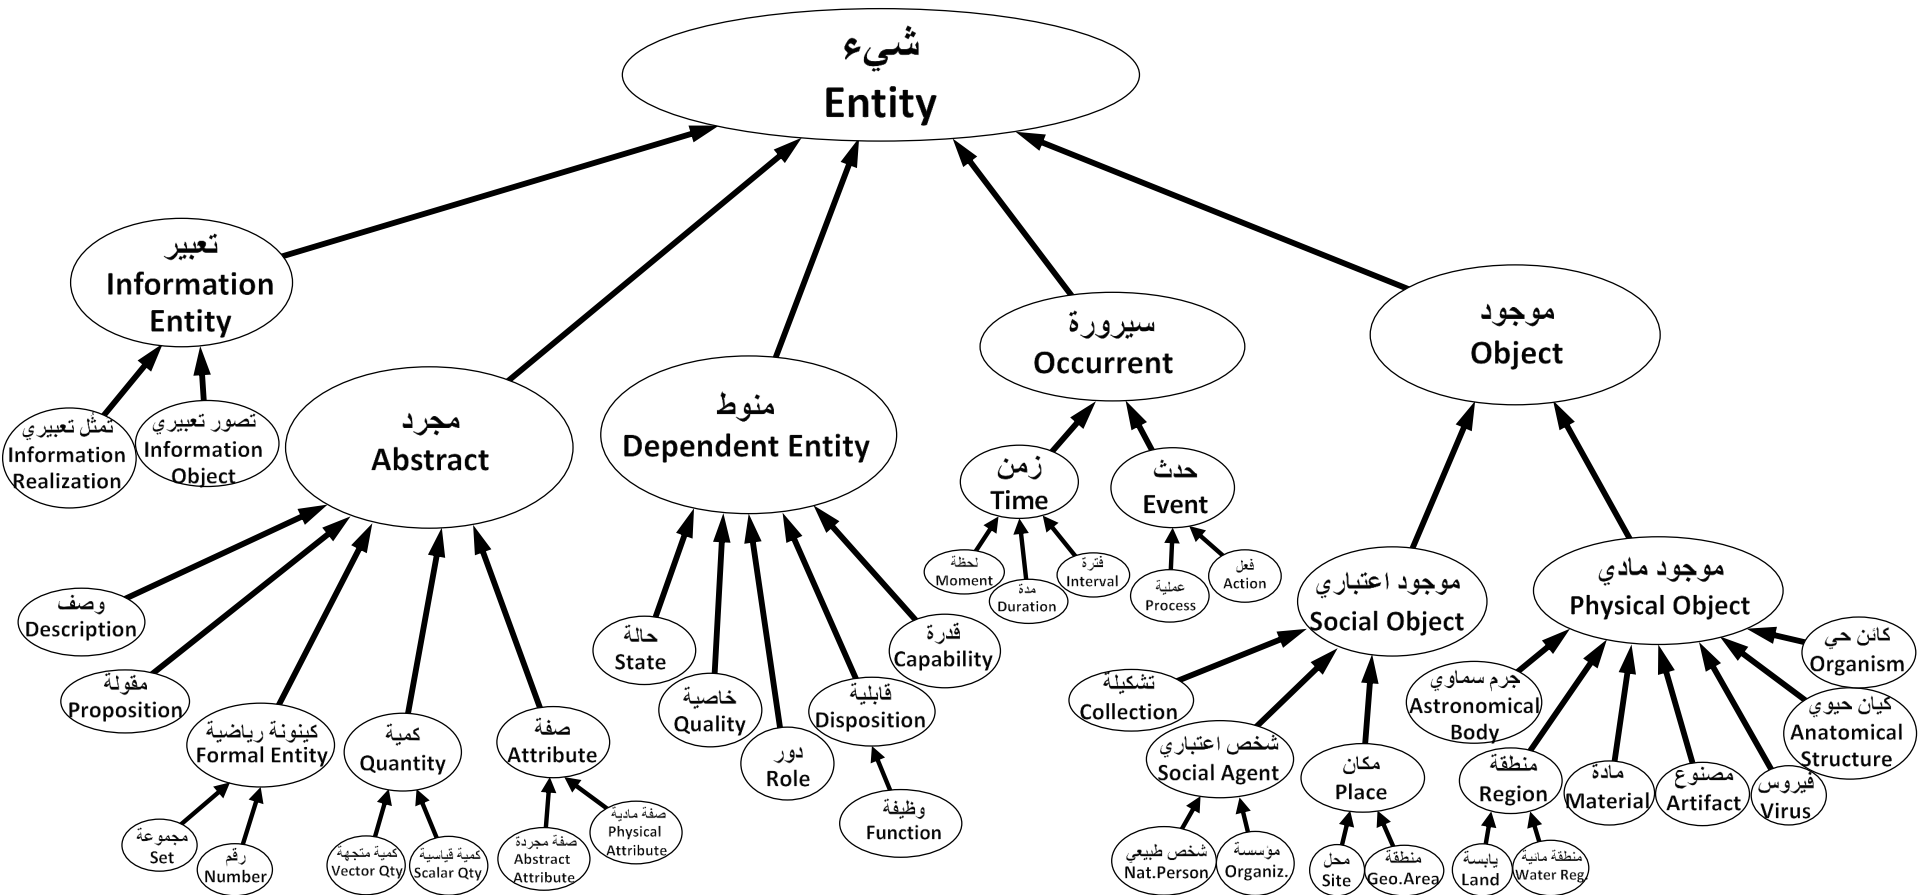 شيء
Entity
تعبير
Information
Entity
تمثل تعبيري
Information
Realization
تصور تعبيري
Information
Object
مجرد
Abstract
وصف
Description
مقولة
Proposition
كينونة رياضية
Formal Entity
مجموعة
Set
رقم
Number
كمية
Quantity
كمية متجهة
Vector Qty
كمية قياسية
Scalar Qty
صفة
Attribute
صفة مجردة
Abstract
Attribute
صفة مادية
Physical
Attribute
منوط
Dependent Entity
حالة
State
خاصية
Quality
دور
Role
قابلية
Disposition
وظيفة
Function
قدرة
Capability
سيرورة
Occurrent
زمن
Time
لحظة
Moment
مدة
Duration
فترة
Interval
حدث
Event
عملية
Process
فعل
Action
موجود
Object
موجود اعتباري
Social Object
تشكيلة
Collection
شخص اعتباري
Social Agent
شخص طبيعي
Nat.Person
مؤسسة
Organiz.
مكان
Place
محل
Site
منطقة
Geo.Area
موجود مادي
Physical Object
جرم سماوي
Astronomical
Body
منطقة
Region
يابسة
Land
منطقة مائية
Water Reg.
مادة
Material
مصنوع
Artifact
فيروس
Virus
كيان حيوي
Anatomical
Structure
كائن حي
Organism